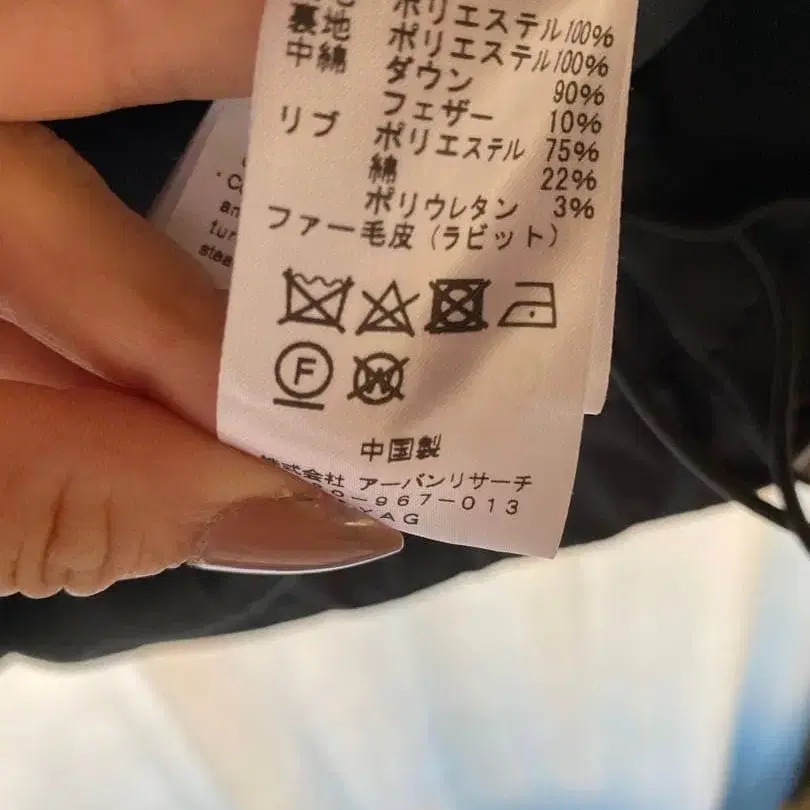 ポリエステル100%
裏地 ポリエステル100%
中綿 ダウン 90%
フェザー 10%
リブ ポリエステル 75%
綿 22%
ポリウレタン 3%
ファー毛皮(ラビット)
F
W
中国製
株式会社 アーバンリサーチ
-967-013
YAG